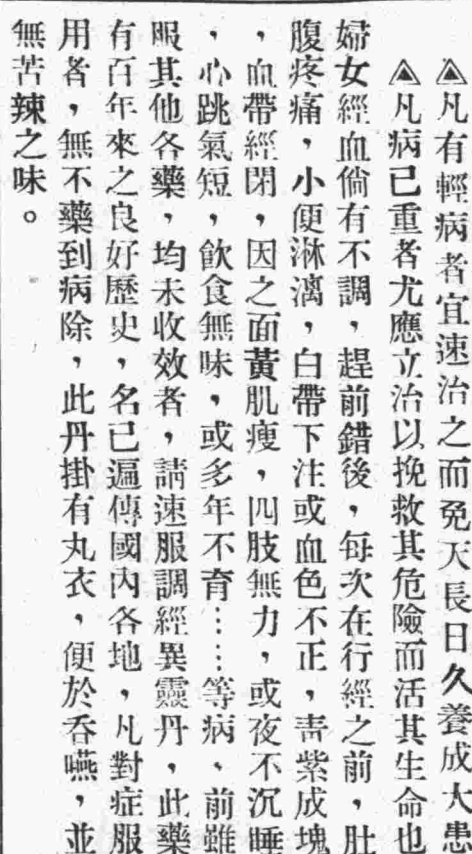 ▲凡有輕病者宜速治之而免天長日久養成大患
▲凡病已重者尤應立治以挽救其危險而活其生命也
婦女經血倘有不調，趕前錯後，每次在行經之前，肚
腹疼痛，小便淋漓，白帶下注或血色不正，靑紫成塊
，血帶經閉，因之面黃肌瘦，四肢無力，或夜不沉睡
，心跳氣短，飲食無味，或多年不育……等病、前雖
服其他各藥，均未收效者，請速服調經異靈丹，此藥
有百年來之良好歷史，名已遍傳國內各地，凡對症服
用者，無不藥到病除，此丹掛有丸衣，便於吞嚥，並
無苦辣之味。